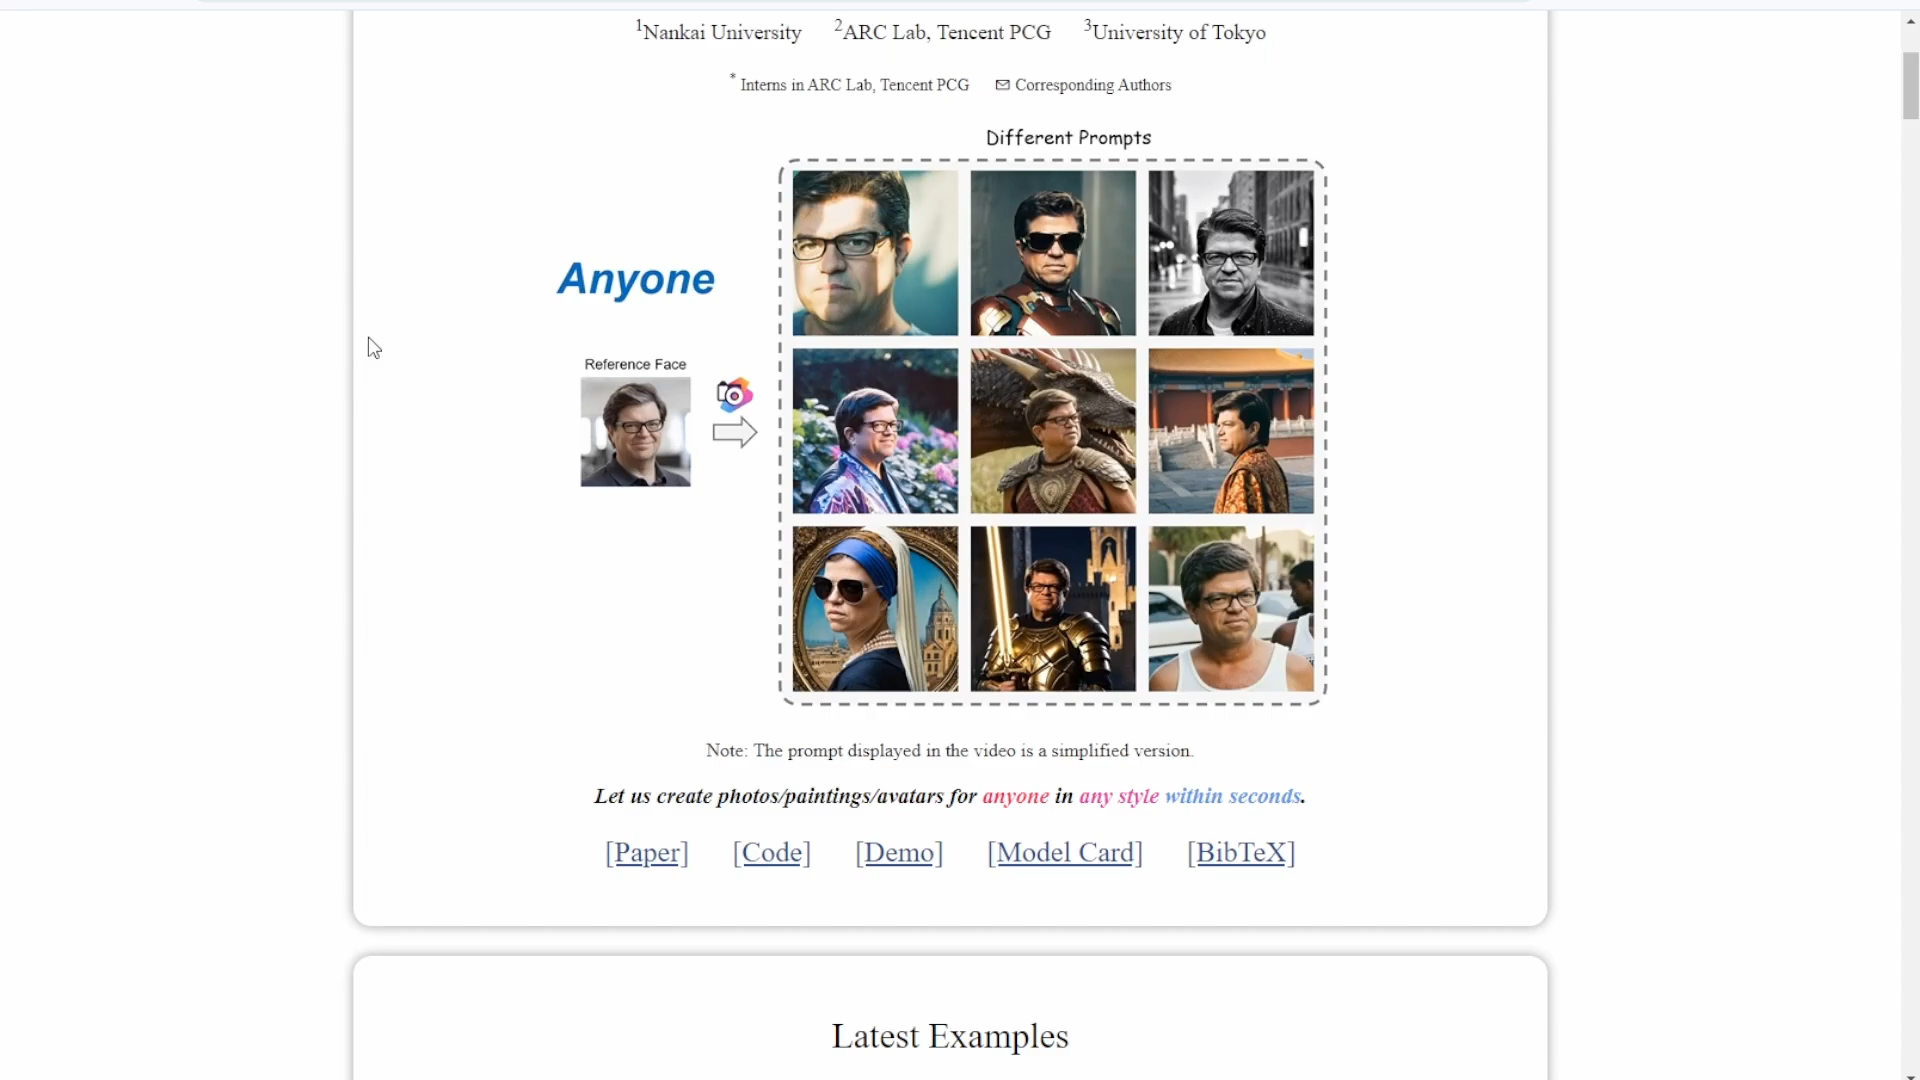 ¹Nankai University ²ARC Lab, Tencent PCG ³University of Tokyo
* Interns in ARC Lab, Tencent PCG ✉ Corresponding Authors
Different Prompts
Anyone
Reference Face
Note: The prompt displayed in the video is a simplified version.
Let us create photos/paintings/avatars for anyone in any style within seconds.
[Paper] [Code] [Demo] [Model Card] [BibTeX]
Latest Examples